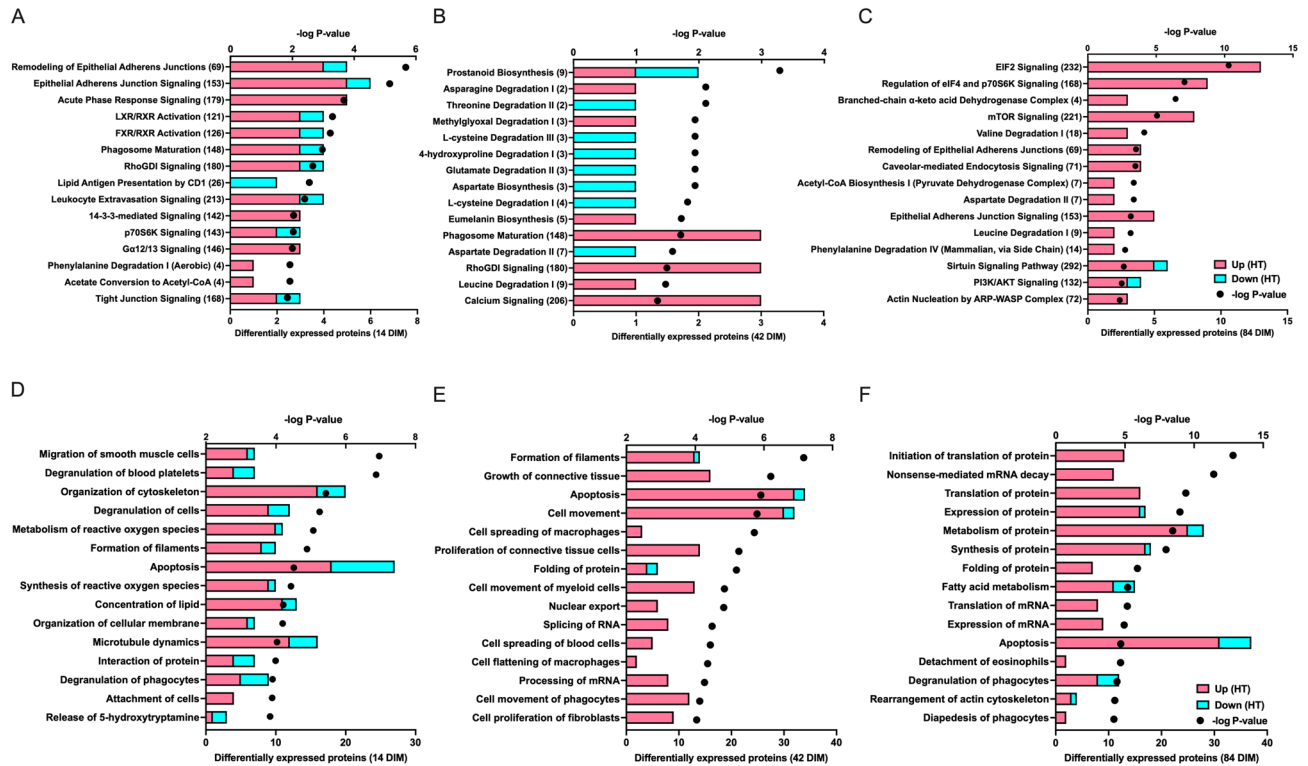 A
-log P-value
0 2 4 6
Remodeling of Epithelial Adherens Junctions (69)
Epithelial Adherens Junction Signaling (153)
Acute Phase Response Signaling (179)
LXR/RXR Activation (121)
FXR/RXR Activation (126)
Phagosome Maturation (148)
RhoGDI Signaling (180)
Lipid Antigen Presentation by CD1 (26)
Leukocyte Extravasation Signaling (213)
14-3-3-mediated Signaling (142)
p70S6K Signaling (143)
Gα12/13 Signaling (146)
Phenylalanine Degradation I (Aerobic) (4)
Acetate Conversion to Acetyl-CoA (4)
Tight Junction Signaling (168)
0 2 4 6 8
Differentially expressed proteins (14 DIM)
B
-log P-value
0 1 2 3 4
Prostanoid Biosynthesis (9)
Asparagine Degradation I (2)
Threonine Degradation II (2)
Methylglyoxal Degradation I (3)
L-cysteine Degradation III (3)
4-hydroxyproline Degradation I (3)
Glutamate Degradation II (3)
Aspartate Biosynthesis (3)
L-cysteine Degradation I (4)
Eumelanin Biosynthesis (5)
Phagosome Maturation (148)
Aspartate Degradation II (7)
RhoGDI Signaling (180)
Leucine Degradation I (9)
Calcium Signaling (206)
0 1 2 3 4
Differentially expressed proteins (42 DIM)
C
-log P-value
0 5 10 15
EIF2 Signaling (232)
Regulation of eIF4 and p70S6K Signaling (168)
Branched-chain α-keto acid Dehydrogenase Complex (4)
mTOR Signaling (221)
Valine Degradation I (18)
Remodeling of Epithelial Adherens Junctions (69)
Caveolar-mediated Endocytosis Signaling (71)
Acetyl-CoA Biosynthesis I (Pyruvate Dehydrogenase Complex) (7)
Aspartate Degradation II (7)
Epithelial Adherens Junction Signaling (153)
Leucine Degradation I (9)
Phenylalanine Degradation IV (Mammalian, via Side Chain) (14)
Sirtuin Signaling Pathway (292)
PI3K/AKT Signaling (132)
Actin Nucleation by ARP-WASP Complex (72)
Up (HT)
Down (HT)
-log P-value
0 5 10 15
Differentially expressed proteins (84 DIM)
D
-log P-value
2 4 6 8
Migration of smooth muscle cells
Degranulation of blood platelets
Organization of cytoskeleton
Degranulation of cells
Metabolism of reactive oxygen species
Formation of filaments
Apoptosis
Synthesis of reactive oxygen species
Concentration of lipid
Organization of cellular membrane
Microtubule dynamics
Interaction of protein
Degranulation of phagocytes
Attachment of cells
Release of 5-hydroxytryptamine
0 10 20 30
Differentially expressed proteins (14 DIM)
E
-log P-value
2 4 6 8
Formation of filaments
Growth of connective tissue
Apoptosis
Cell movement
Cell spreading of macrophages
Proliferation of connective tissue cells
Folding of protein
Cell movement of myeloid cells
Nuclear export
Splicing of RNA
Cell spreading of blood cells
Cell flattening of macrophages
Processing of mRNA
Cell movement of phagocytes
Cell proliferation of fibroblasts
0 10 20 30 40
Differentially expressed proteins (42 DIM)
F
-log P-value
0 5 10 15
Initiation of translation of protein
Nonsense-mediated mRNA decay
Translation of protein
Expression of protein
Metabolism of protein
Synthesis of protein
Folding of protein
Fatty acid metabolism
Translation of mRNA
Expression of mRNA
Apoptosis
Detachment of eosinophils
Degranulation of phagocytes
Rearrangement of actin cytoskeleton
Diapedesis of phagocytes
Up (HT)
Down (HT)
-log P-value
0 10 20 30 40
Differentially expressed proteins (84 DIM)